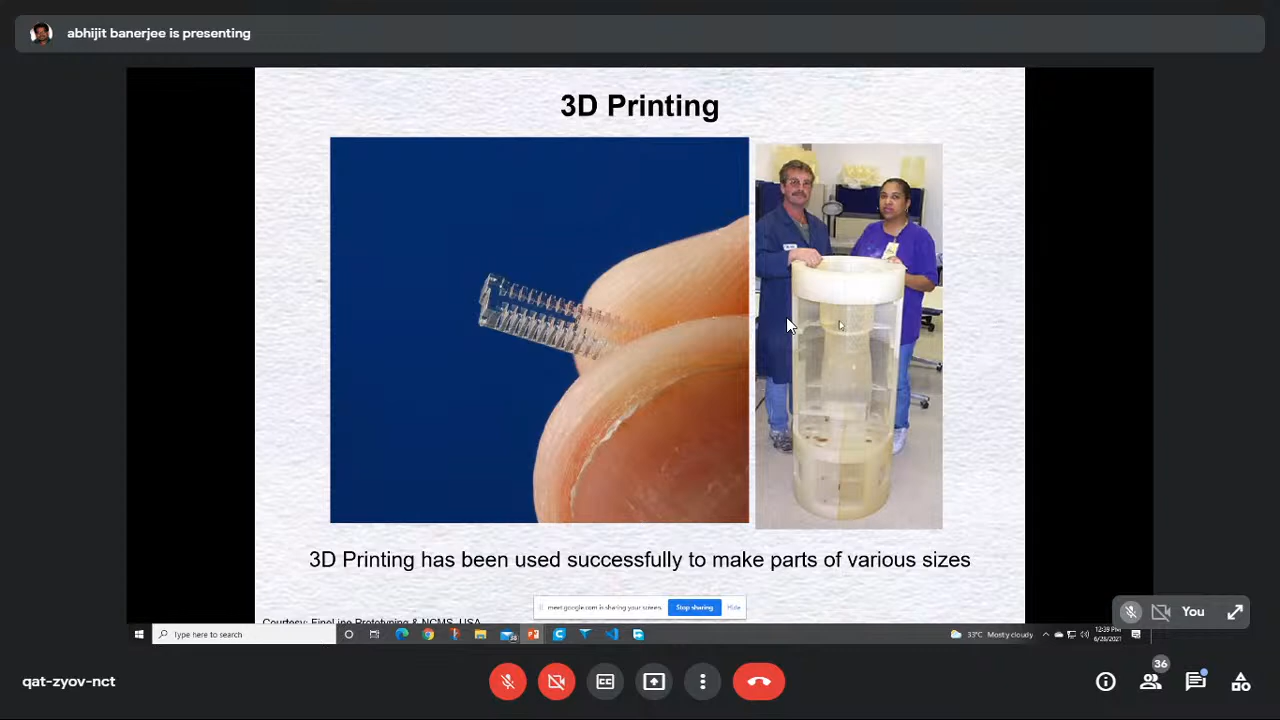 abhijit banerjee is presenting
3D Printing
3D Printing has been used successfully to make parts of various sizes
meet.google.com is sharing your screen.
Stop sharing
Hide
Courtesy: FineLine Prototyping & NCMS, USA
You
Type here to search
33°C Mostly cloudy
12:39 PM
6/28/2021
qat-zyov-nct
CC
36